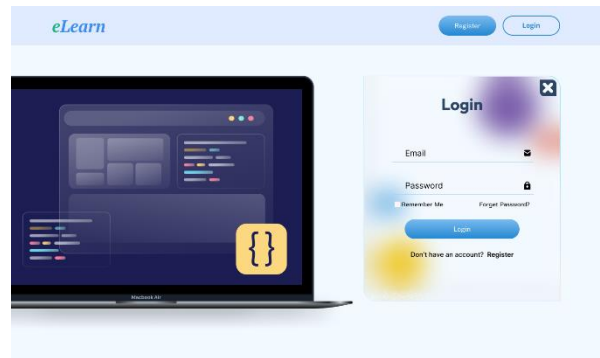 eLearn
Register
Login
Login
Email
Password
Remember Me
Forget Password?
Login
Don't have an account? Register
{ }
Macbook Air